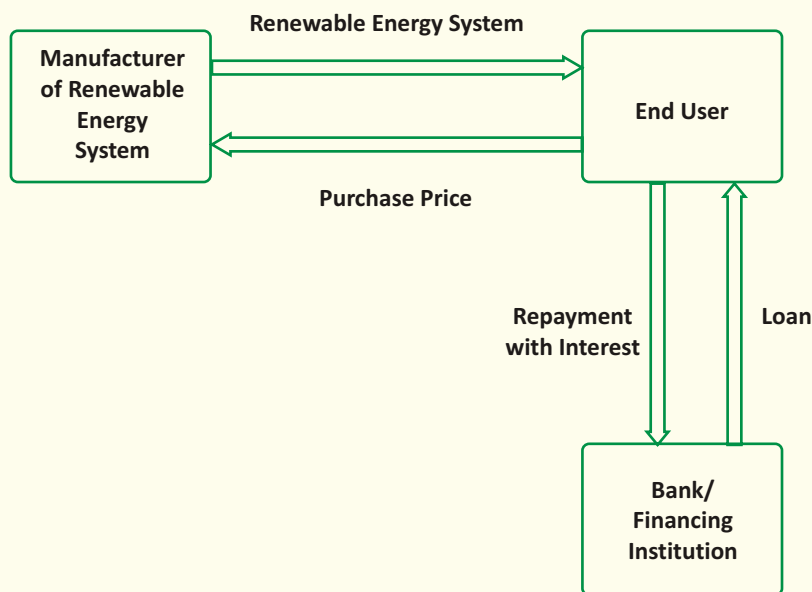 Renewable Energy System
Manufacturer
of Renewable
Energy
System
End User
Purchase Price
Repayment
with Interest
Loan
Bank/
Financing
Institution